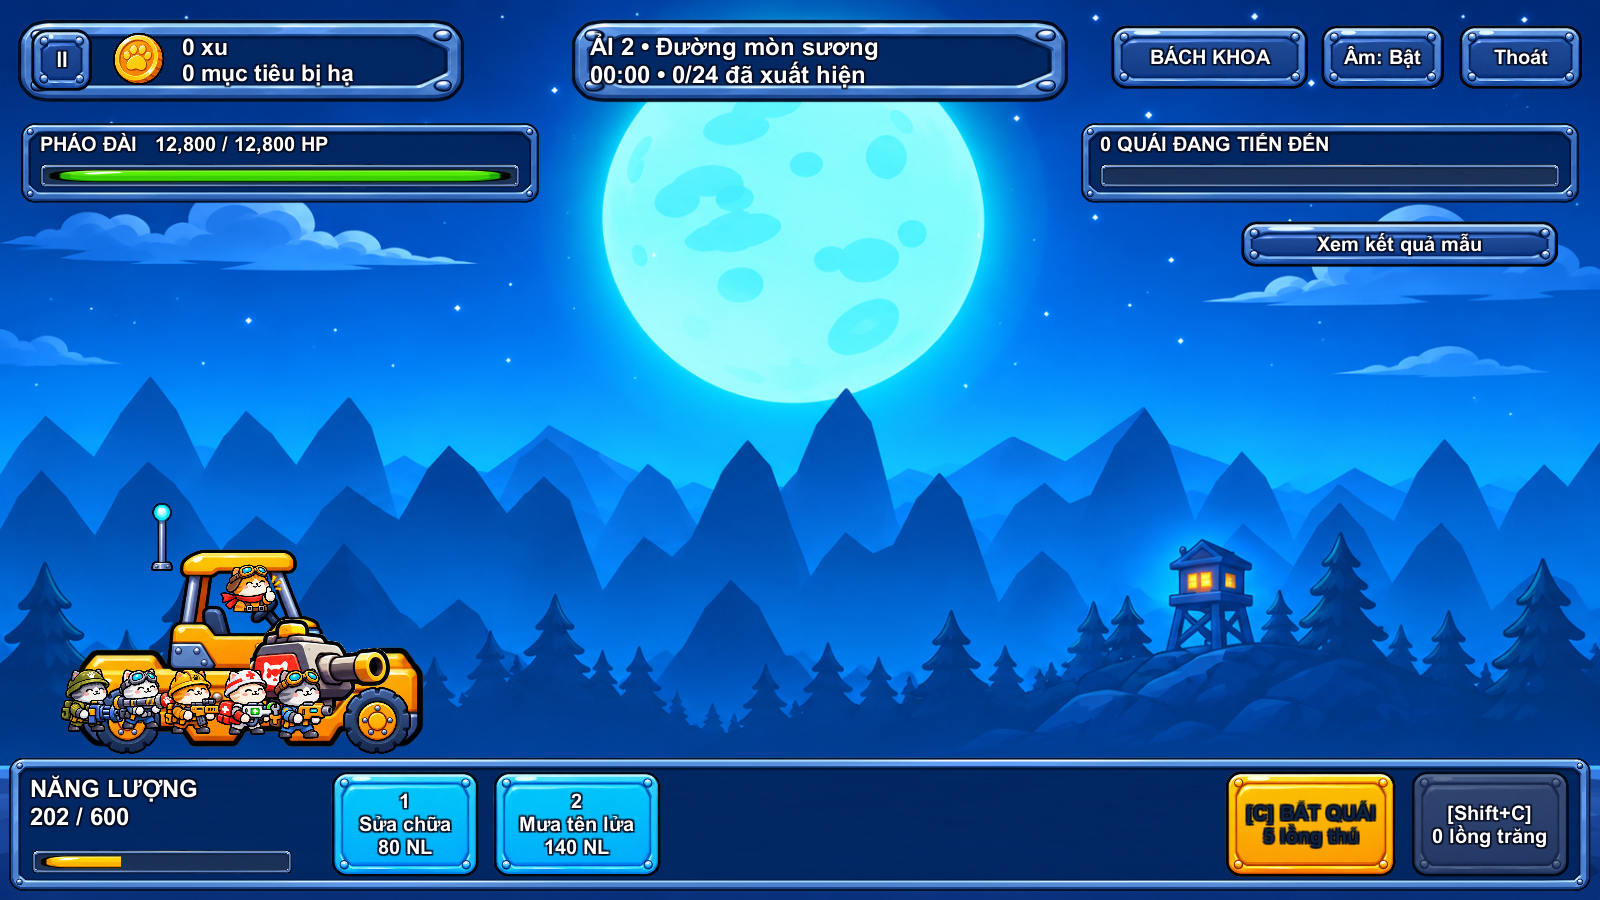 II
0 xu
0 mục tiêu bị hạ
ẢI 2 • Đường mòn sương
00:00 • 0/24 đã xuất hiện
BÁCH KHOA
Âm: Bật
Thoát
PHÁO ĐÀI 12,800 / 12,800 HP
0 QUÁI ĐANG TIẾN ĐẾN
Xem kết quả mẫu
NĂNG LƯỢNG
202 / 600
1
Sửa chữa
80 NL
2
Mưa tên lửa
140 NL
[C] BẮT QUÁI
5 lồng thú
[Shift+C]
0 lồng trăng